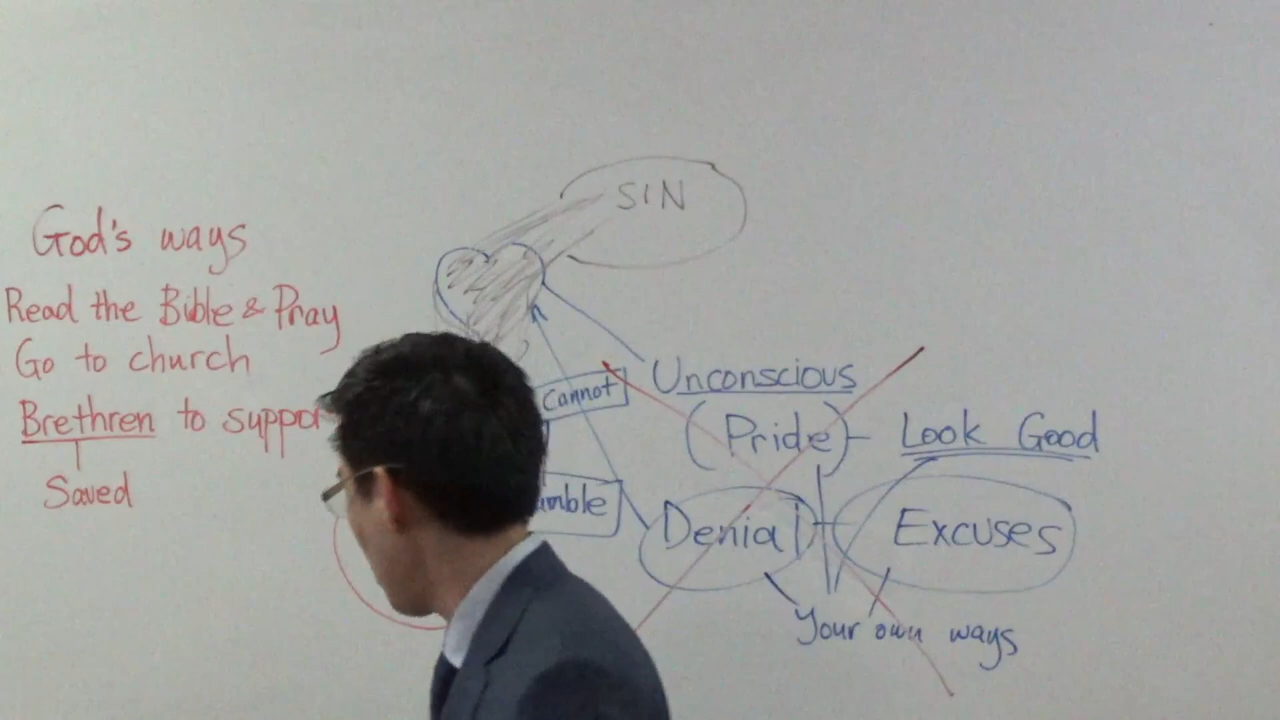 SIN
God's ways
Read the Bible & Pray
Go to church
Brethren to suppor
Saved
Cannot
umble
Unconscious
(Pride) - Look Good
Denial
Excuses
Your own ways